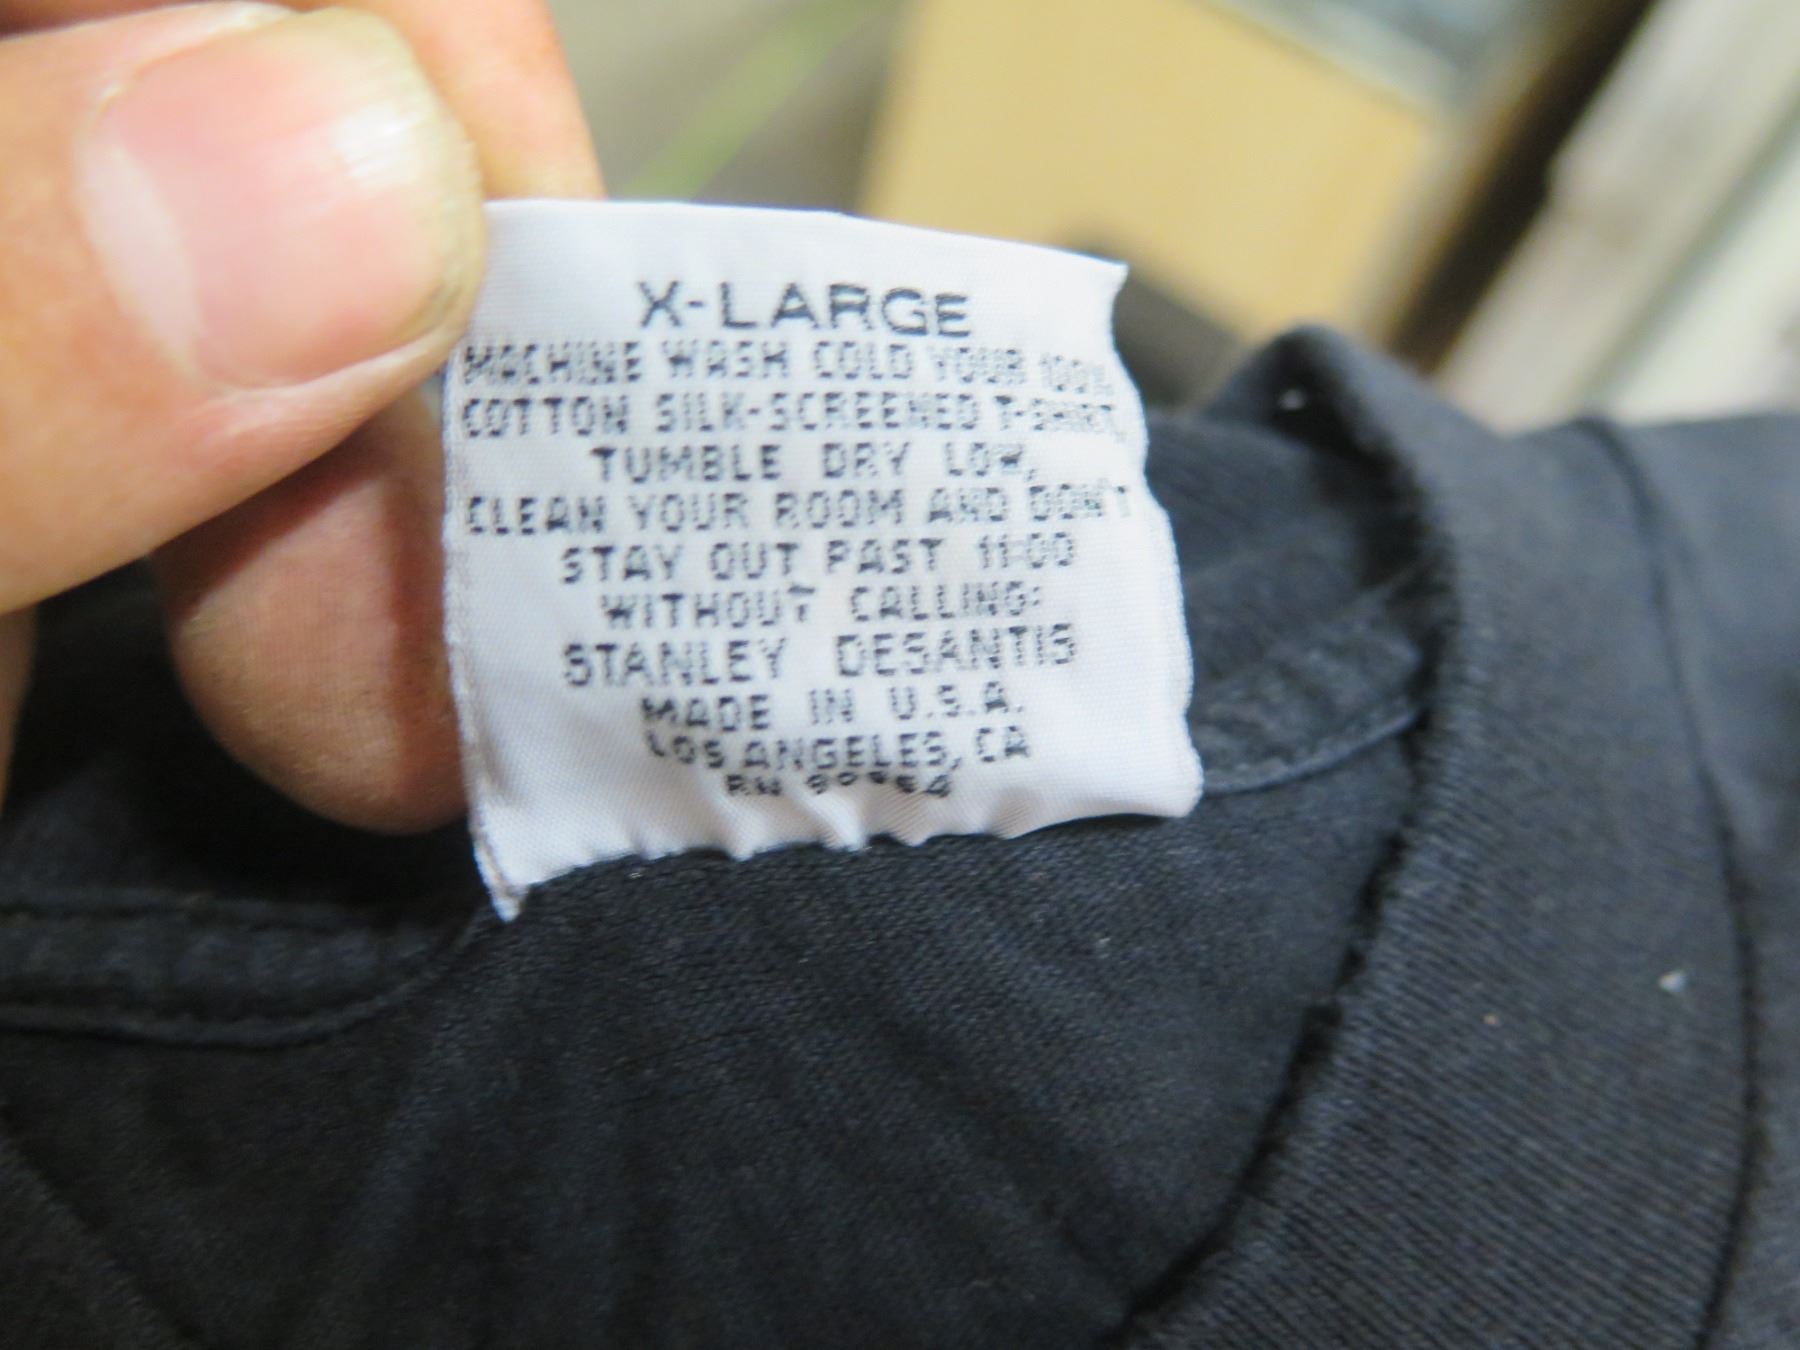 X-LARGE
MACHINE WASH COLD YOUR 100%
COTTON SILK-SCREENED T-SHIRT,
TUMBLE DRY LOW,
CLEAN YOUR ROOM AND DON'T
STAY OUT PAST 11:00
WITHOUT CALLING:
STANLEY DESANTIS
MADE IN U.S.A.
LOS ANGELES, CA
RN